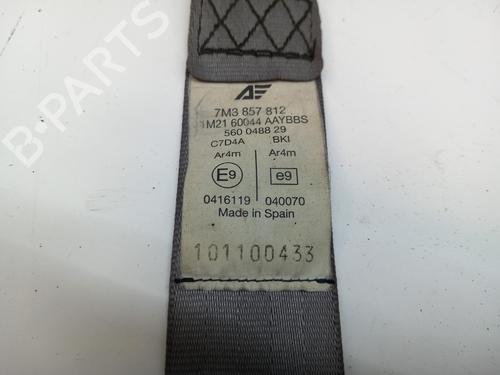 AE
7M3 857 812
1M21 60044 AAYBBS
560 0488 29
C7D4A BKI
Ar4m Ar4m
E9 e9
0416119 040070
Made in Spain
101100433
B-PARTS